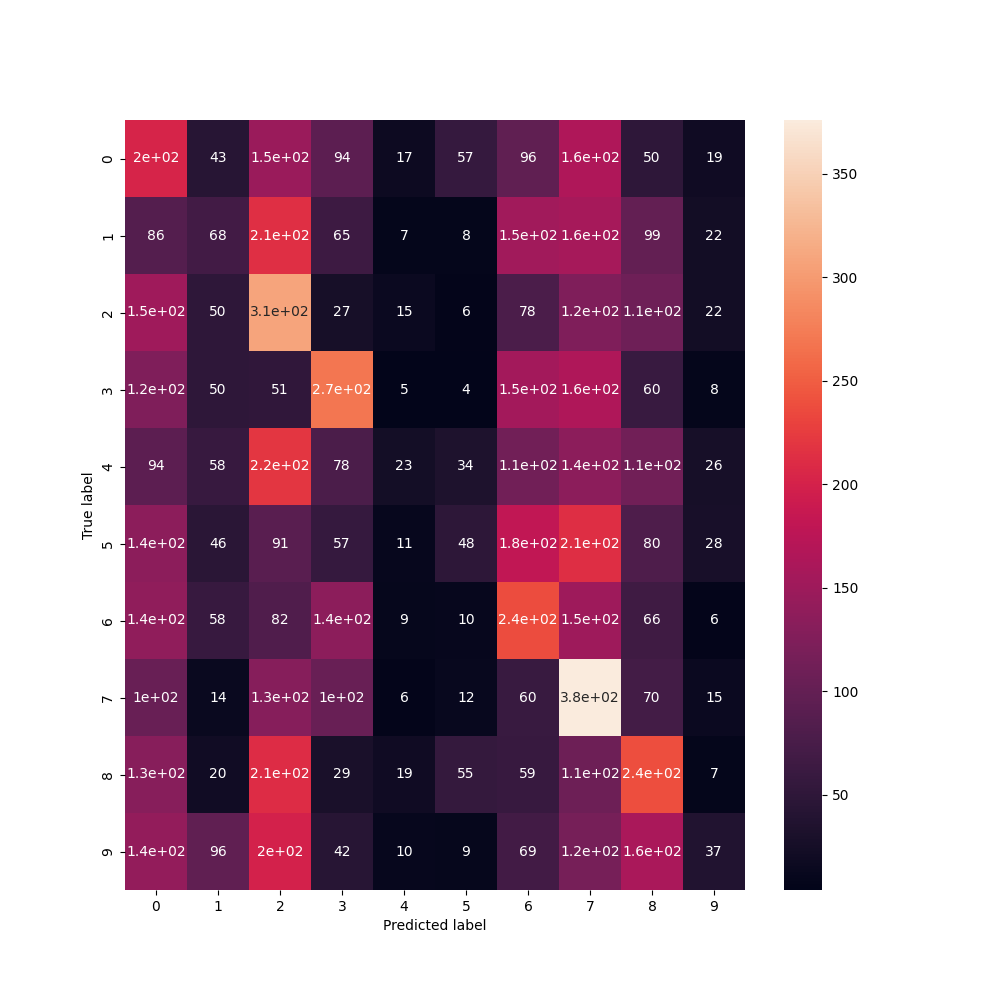 0 2e+02 43 1.5e+02 94 17 57 96 1.6e+02 50 19
1 86 68 2.1e+02 65 7 8 1.5e+02 1.6e+02 99 22
2 1.5e+02 50 3.1e+02 27 15 6 78 1.2e+02 1.1e+02 22
3 1.2e+02 50 51 2.7e+02 5 4 1.5e+02 1.6e+02 60 8
4 94 58 2.2e+02 78 23 34 1.1e+02 1.4e+02 1.1e+02 26
5 1.4e+02 46 91 57 11 48 1.8e+02 2.1e+02 80 28
6 1.4e+02 58 82 1.4e+02 9 10 2.4e+02 1.5e+02 66 6
7 1e+02 14 1.3e+02 1e+02 6 12 60 3.8e+02 70 15
8 1.3e+02 20 2.1e+02 29 19 55 59 1.1e+02 2.4e+02 7
9 1.4e+02 96 2e+02 42 10 9 69 1.2e+02 1.6e+02 37
0 1 2 3 4 5 6 7 8 9
Predicted label
True label
350
300
250
200
150
100
50